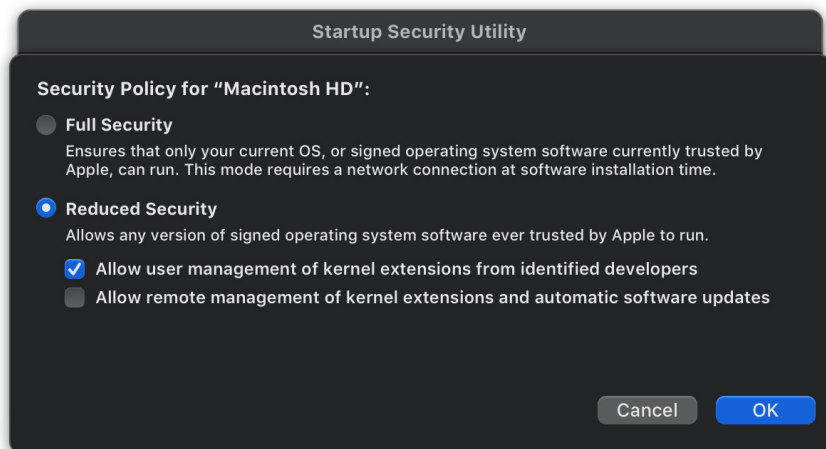 Startup Security Utility
Security Policy for “Macintosh HD”:
Full Security
Ensures that only your current OS, or signed operating system software currently trusted by
Apple, can run. This mode requires a network connection at software installation time.
Reduced Security
Allows any version of signed operating system software ever trusted by Apple to run.
Allow user management of kernel extensions from identified developers
Allow remote management of kernel extensions and automatic software updates
Cancel OK